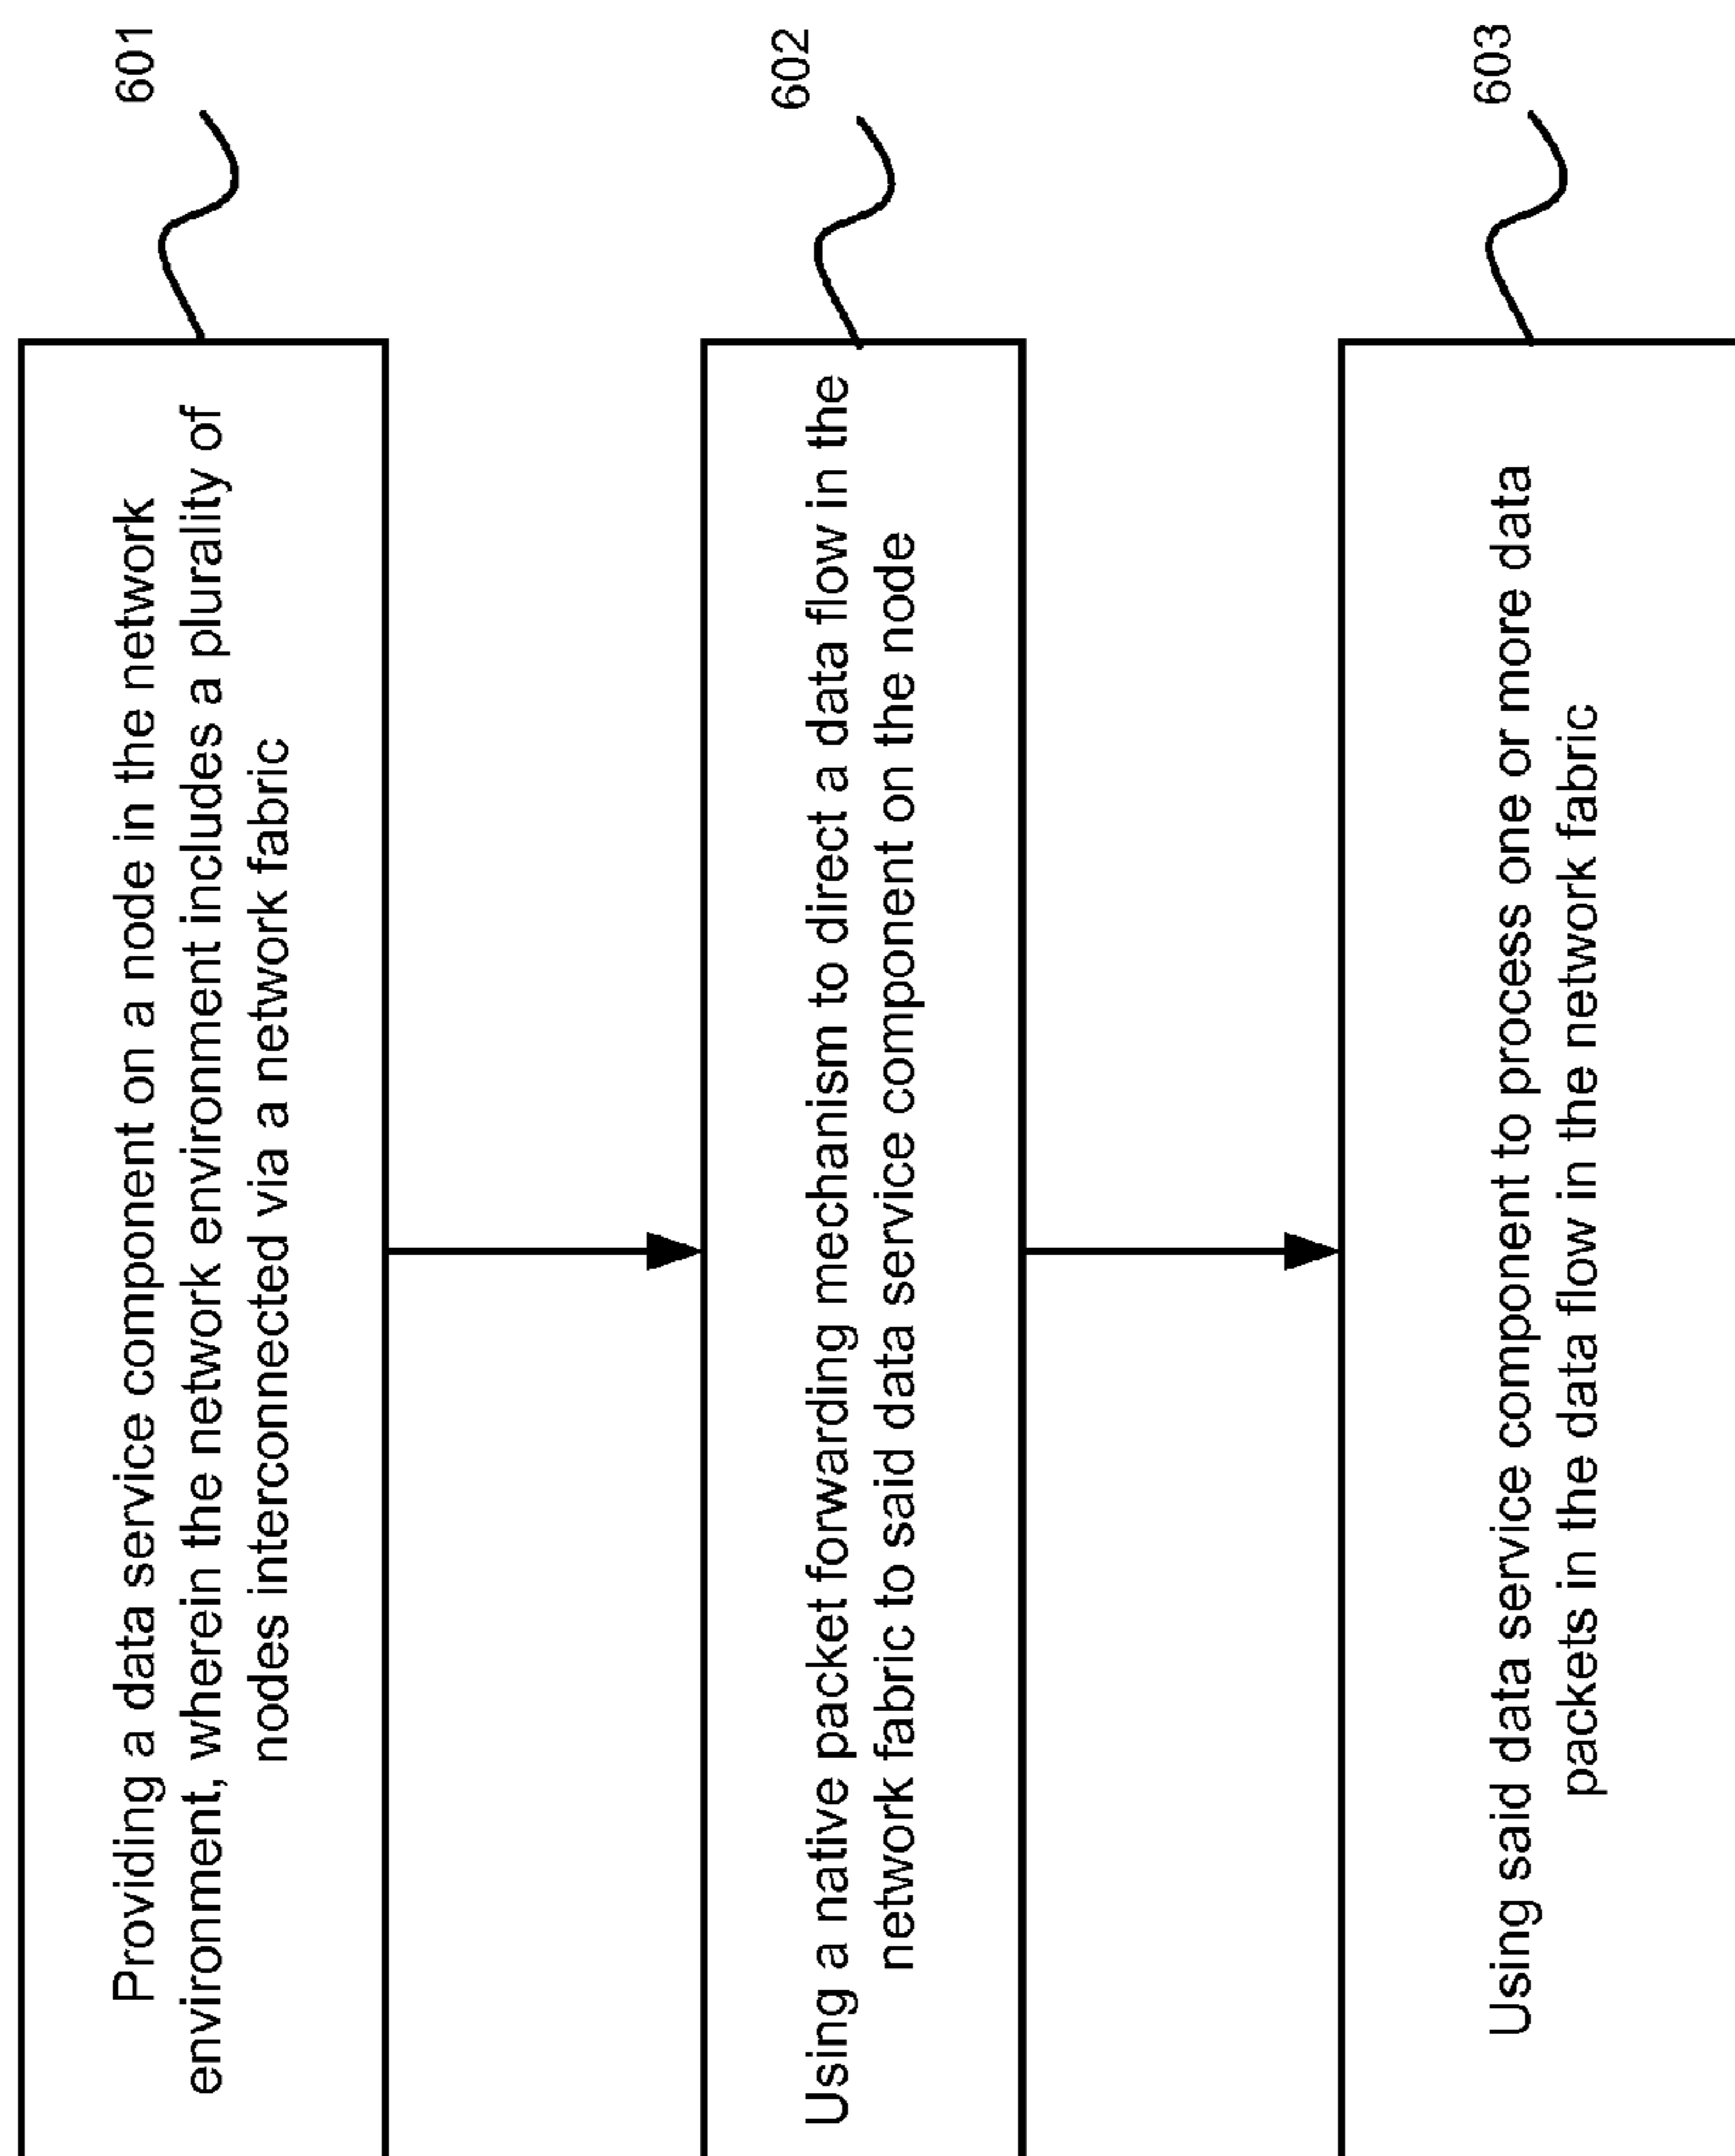 Providing a data service component on a node in the network
environment, wherein the network environment includes a plurality of
nodes interconnected via a network fabric
601
Using a native packet forwarding mechanism to direct a data flow in the
network fabric to said data service component on the node
602
Using said data service component to process one or more data
packets in the data flow in the network fabric
603